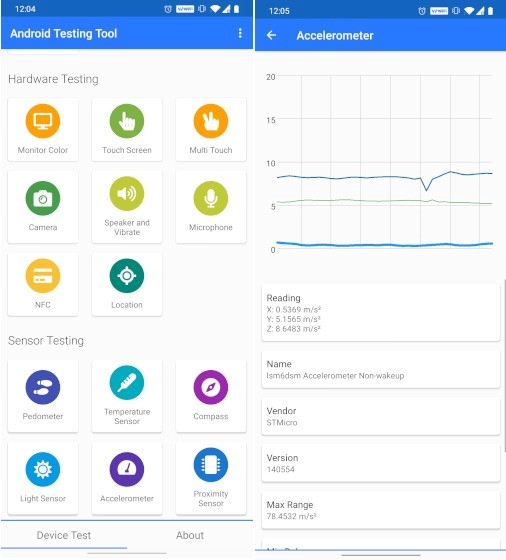 12:04
VoWiFi
Android Testing Tool
Hardware Testing
Monitor Color
Touch Screen
Multi Touch
Camera
Speaker and
Vibrate
Microphone
NFC
Location
Sensor Testing
Pedometer
Temperature
Sensor
Compass
Light Sensor
Accelerometer
Proximity
Sensor
Device Test
About
12:05
VoWiFi
Accelerometer
20
15
10
5
0
Reading
X: 0.5369 m/s²
Y: 5.1565 m/s²
Z: 8.6483 m/s²
Name
lsm6dsm Accelerometer Non-wakeup
Vendor
STMicro
Version
140554
Max Range
78.4532 m/s²